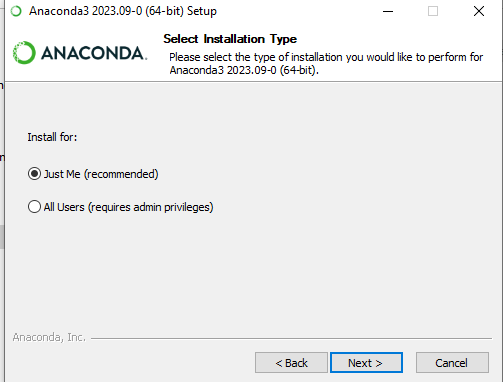 Anaconda3 2023.09-0 (64-bit) Setup
Select Installation Type
ANACONDA.
Please select the type of installation you would like to perform for
Anaconda3 2023.09-0 (64-bit).
Install for:
Just Me (recommended)
All Users (requires admin privileges)
Anaconda, Inc.
< Back
Next >
Cancel